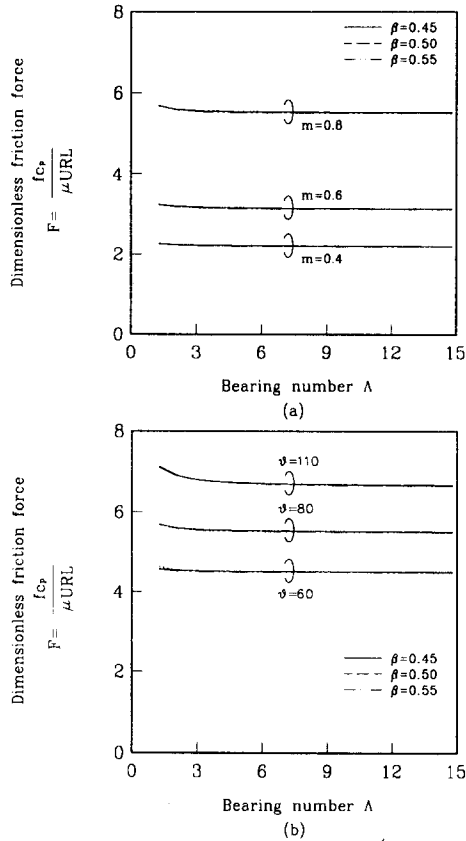 8
β=0.45
β=0.50
β=0.55
6
m=0.8
4
m=0.6
2
m=0.4
0
0 3 6 9 12 15
Dimensionless friction force
F= fcₚ / μURL
Bearing number Λ
(a)
8
ϑ=110
6
ϑ=80
4
ϑ=60
β=0.45
2
β=0.50
β=0.55
0
0 3 6 9 12 15
Dimensionless friction force
F= fcₚ / μURL
Bearing number Λ
(b)